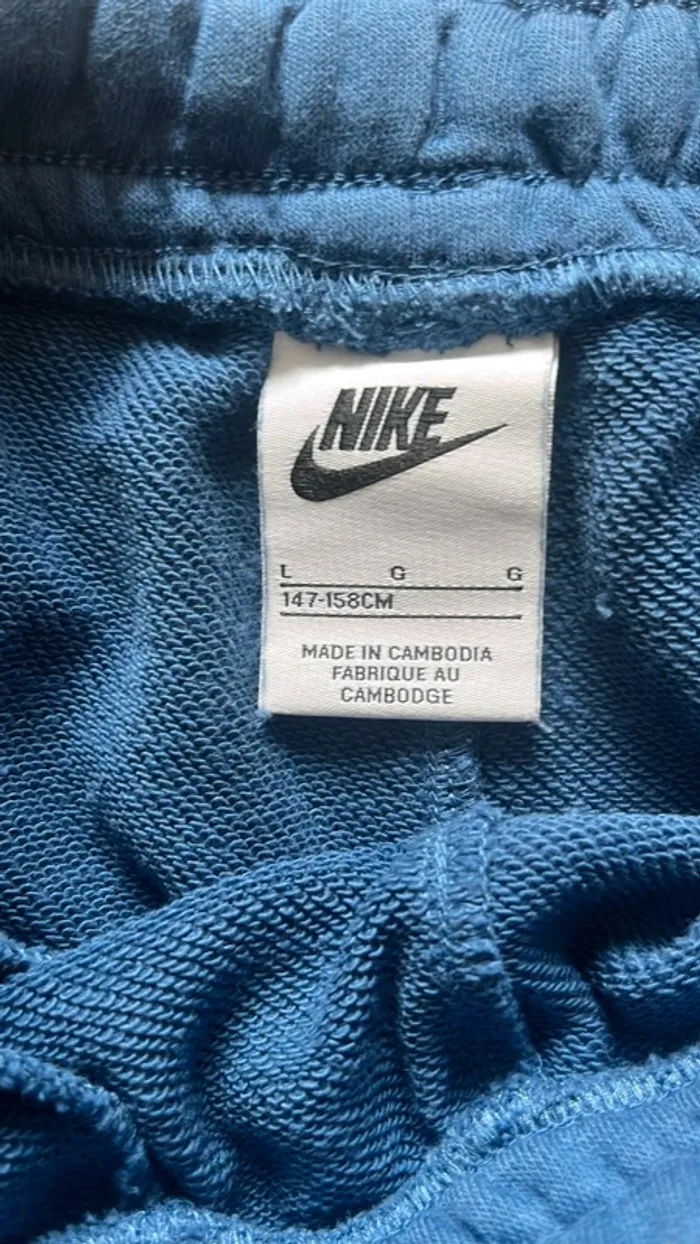 NIKE
L G G
147-158CM
MADE IN CAMBODIA
FABRIQUE AU
CAMBODGE